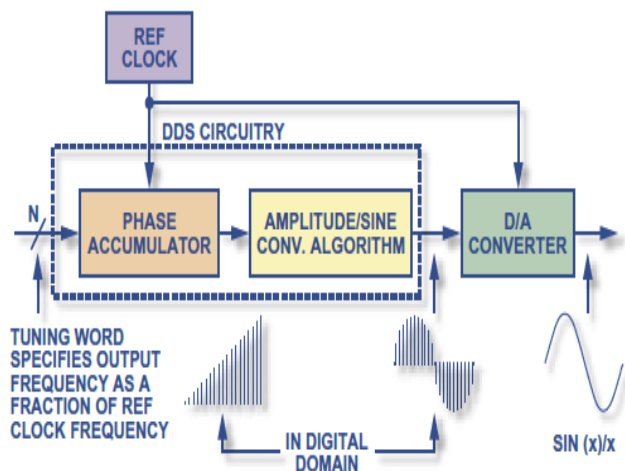 REF
CLOCK
DDS CIRCUITRY
N
PHASE
ACCUMULATOR
AMPLITUDE/SINE
CONV. ALGORITHM
D/A
CONVERTER
TUNING WORD
SPECIFIES OUTPUT
FREQUENCY AS A
FRACTION OF REF
CLOCK FREQUENCY
IN DIGITAL
DOMAIN
SIN (x)/x